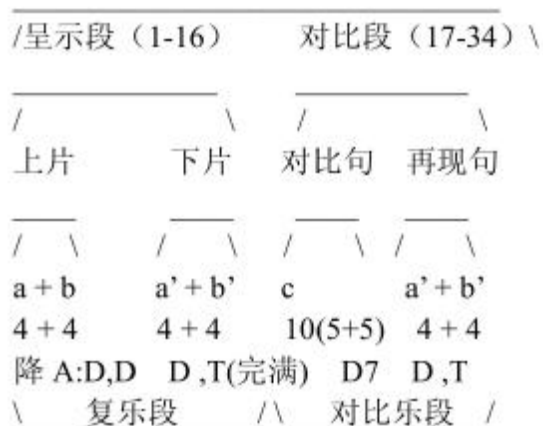 /呈示段（1-16） 对比段（17-34）\
/ \ / \
上片 下片 对比句 再现句
/ \ / \ / \ / \
a + b a’ + b’ c a’ + b’
4 + 4 4 + 4 10(5+5) 4 + 4
降 A:D,D D ,T(完满) D7 D ,T
\ 复乐段 /\ 对比乐段 /